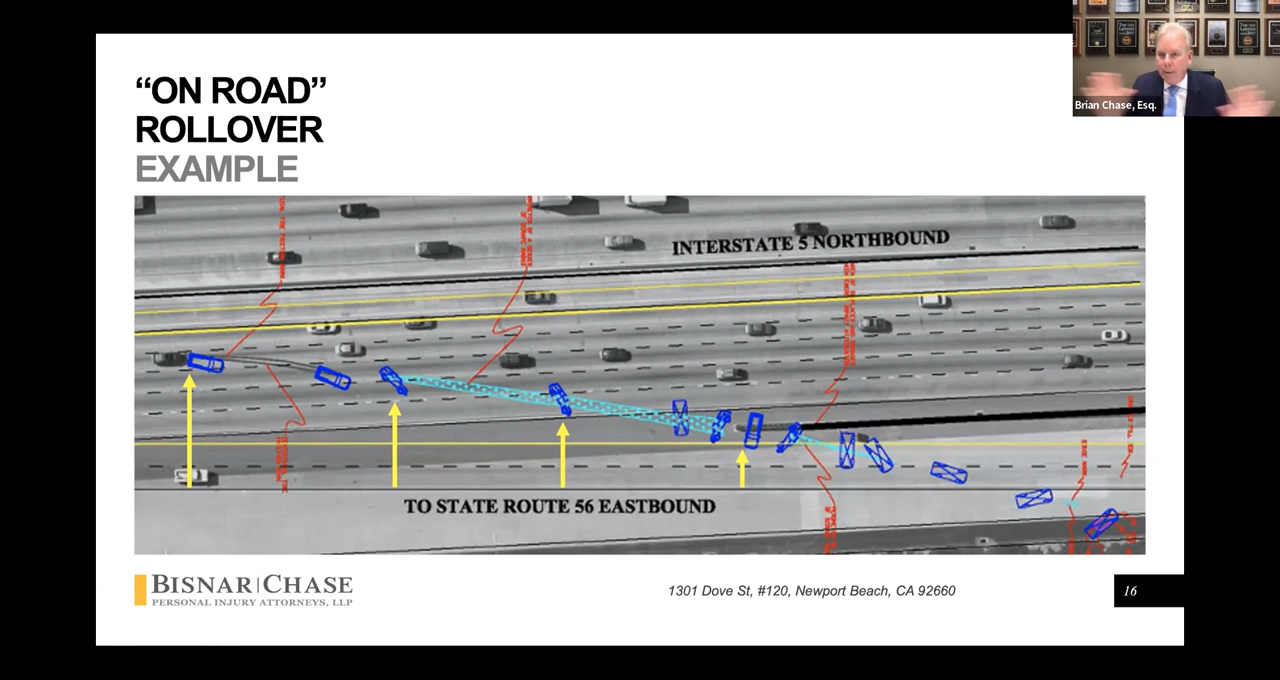 “ON ROAD”
ROLLOVER
EXAMPLE
Brian Chase, Esq.
INTERSTATE 5 NORTHBOUND
TO STATE ROUTE 56 EASTBOUND
BISNAR|CHASE
PERSONAL INJURY ATTORNEYS, LLP
1301 Dove St, #120, Newport Beach, CA 92660
16